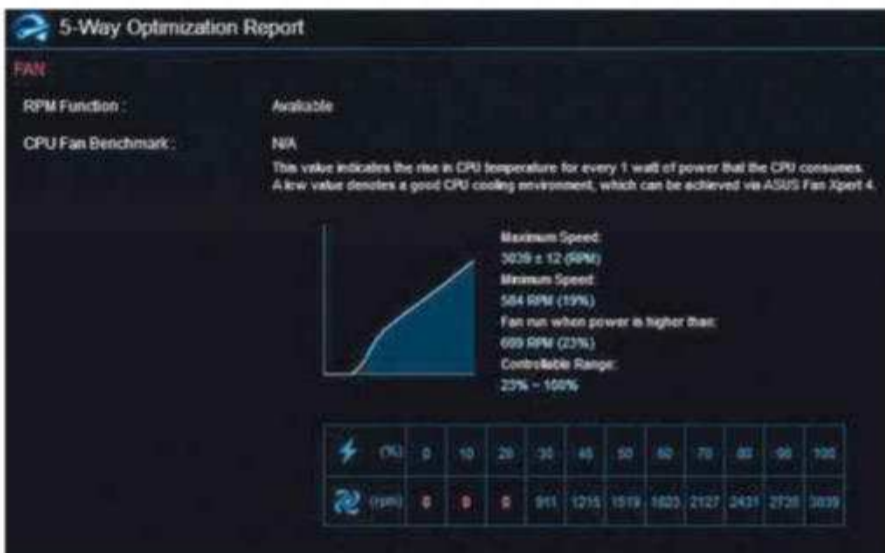 5-Way Optimization Report
FAN
RPM Function : Available
CPU Fan Benchmark : N/A
This value indicates the rise in CPU temperature for every 1 watt of power that the CPU consumes.
A low value denotes a good CPU cooling environment, which can be achieved via ASUS Fan Xpert 4.
Maximum Speed:
3039 ± 12 (RPM)
Minimum Speed:
584 RPM (19%)
Fan run when power is higher than:
699 RPM (23%)
Controllable Range:
23% ~ 100%
(%) 0 10 20 30 40 50 60 70 80 90 100
(rpm) 0 0 0 911 1215 1519 1823 2127 2431 2735 3039